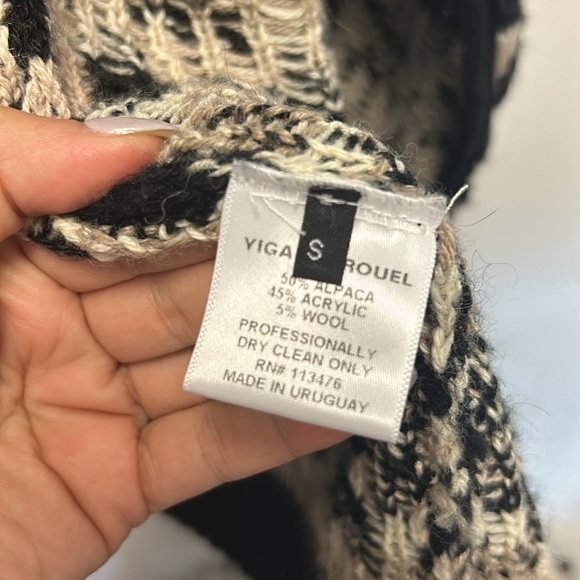 S
YIGA ROUEL
50% ALPACA
45% ACRYLIC
5% WOOL
PROFESSIONALLY
DRY CLEAN ONLY
RN# 113476
MADE IN URUGUAY